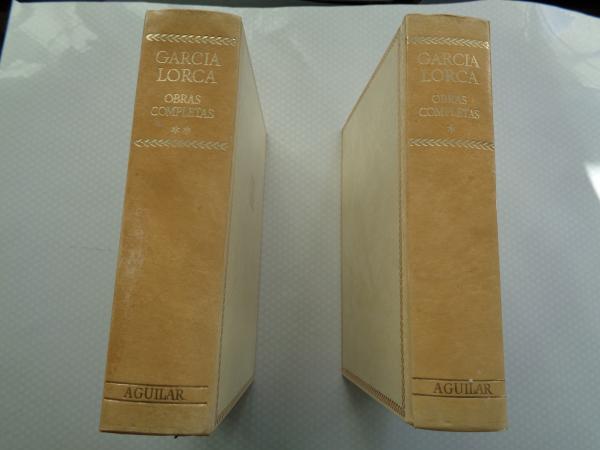 GARCIA
LORCA
OBRAS
COMPLETAS
**
AGUILAR
GARCIA
LORCA
OBRAS
COMPLETAS
*
AGUILAR